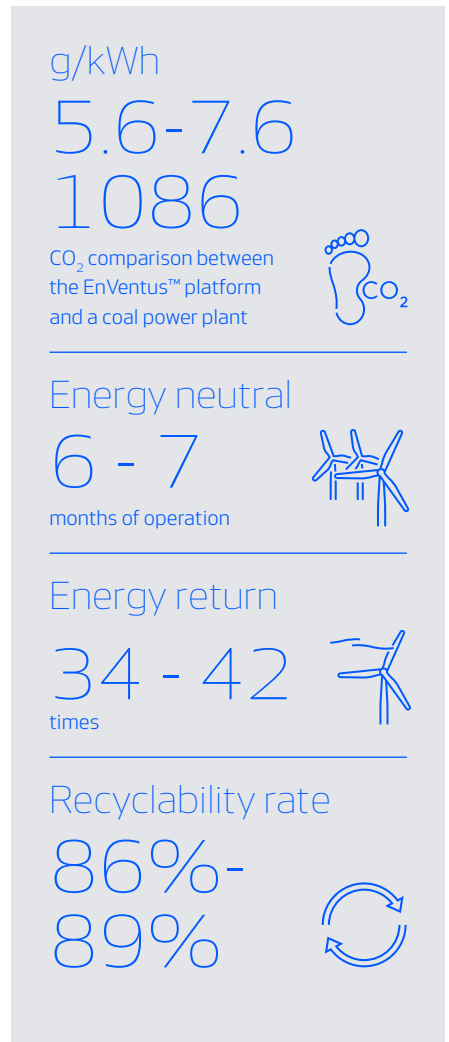 g/kWh
5.6-7.6
1086
CO₂ comparison between
the EnVentus™ platform
and a coal power plant
CO₂
Energy neutral
6 - 7
months of operation
Energy return
34 - 42
times
Recyclability rate
86%-
89%